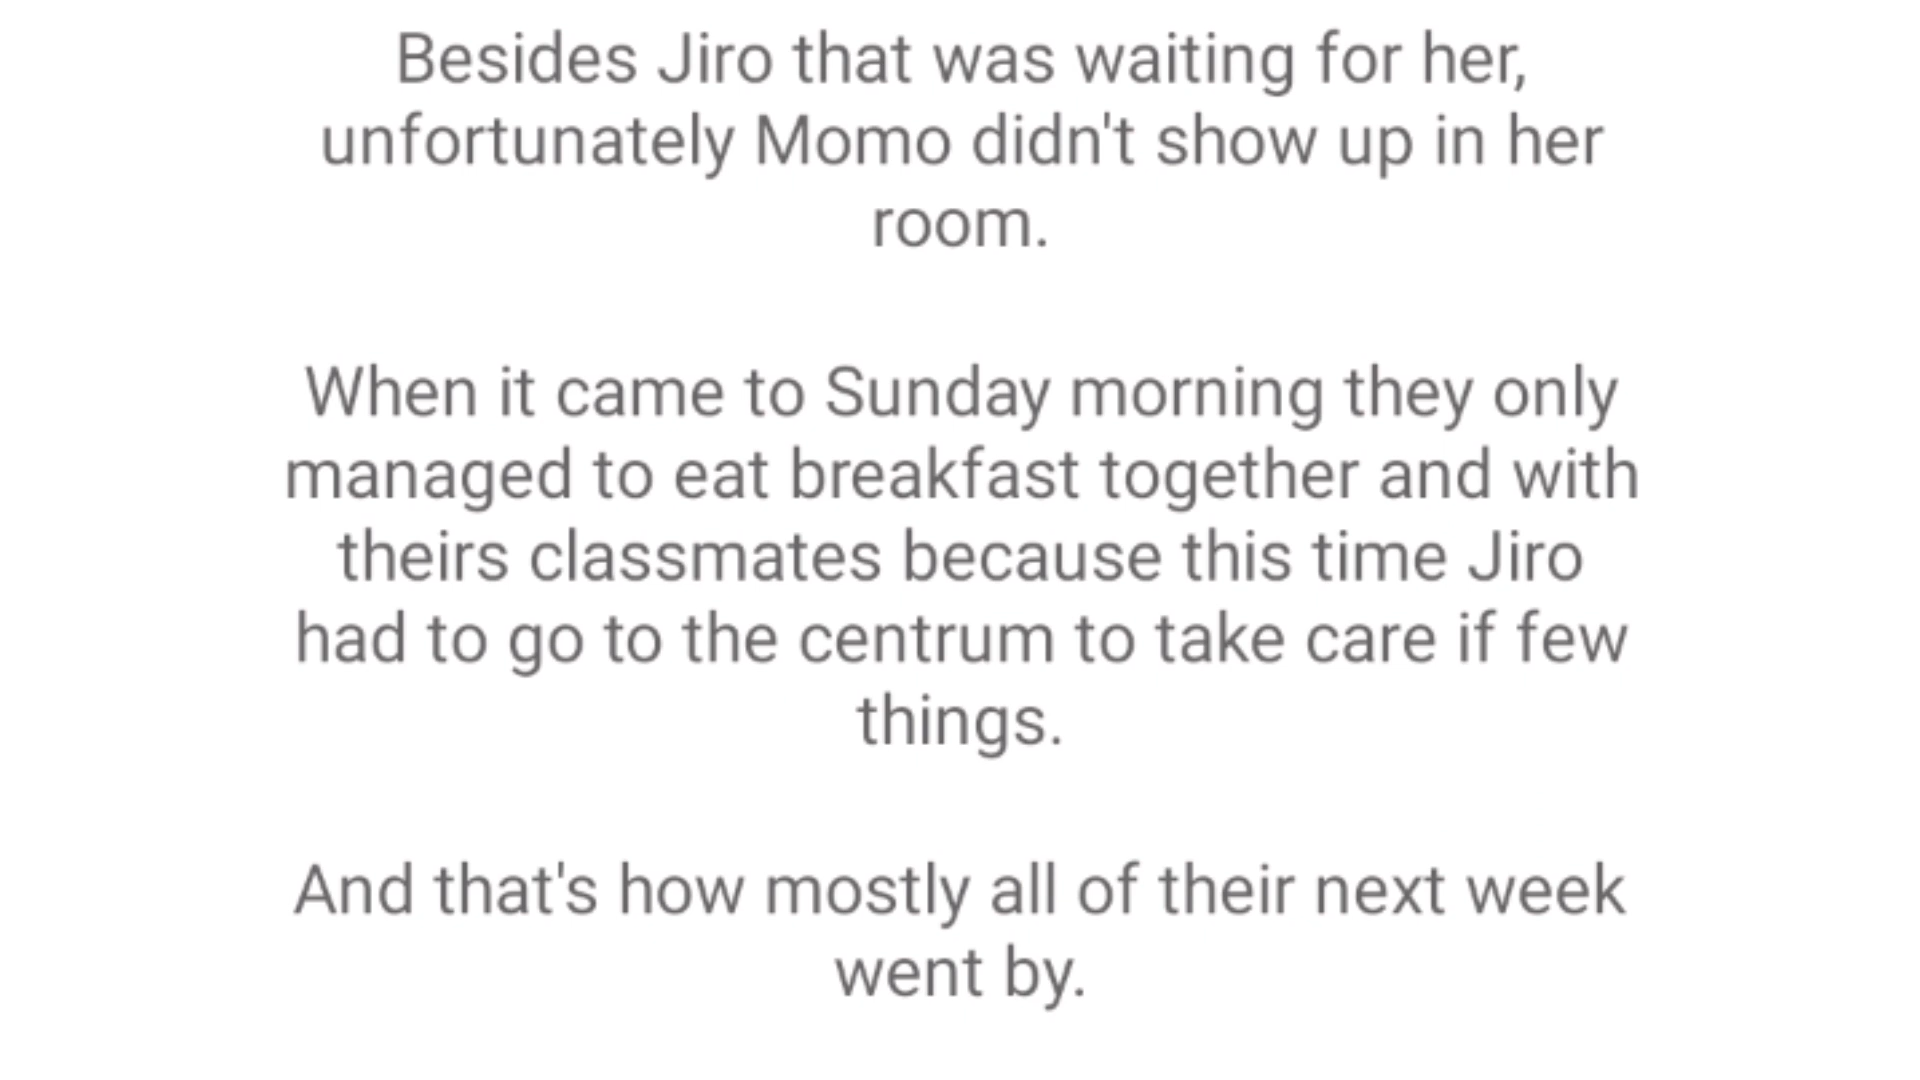 Besides Jiro that was waiting for her,
unfortunately Momo didn't show up in her
room.
When it came to Sunday morning they only
managed to eat breakfast together and with
theirs classmates because this time Jiro
had to go to the centrum to take care if few
things.
And that's how mostly all of their next week
went by.